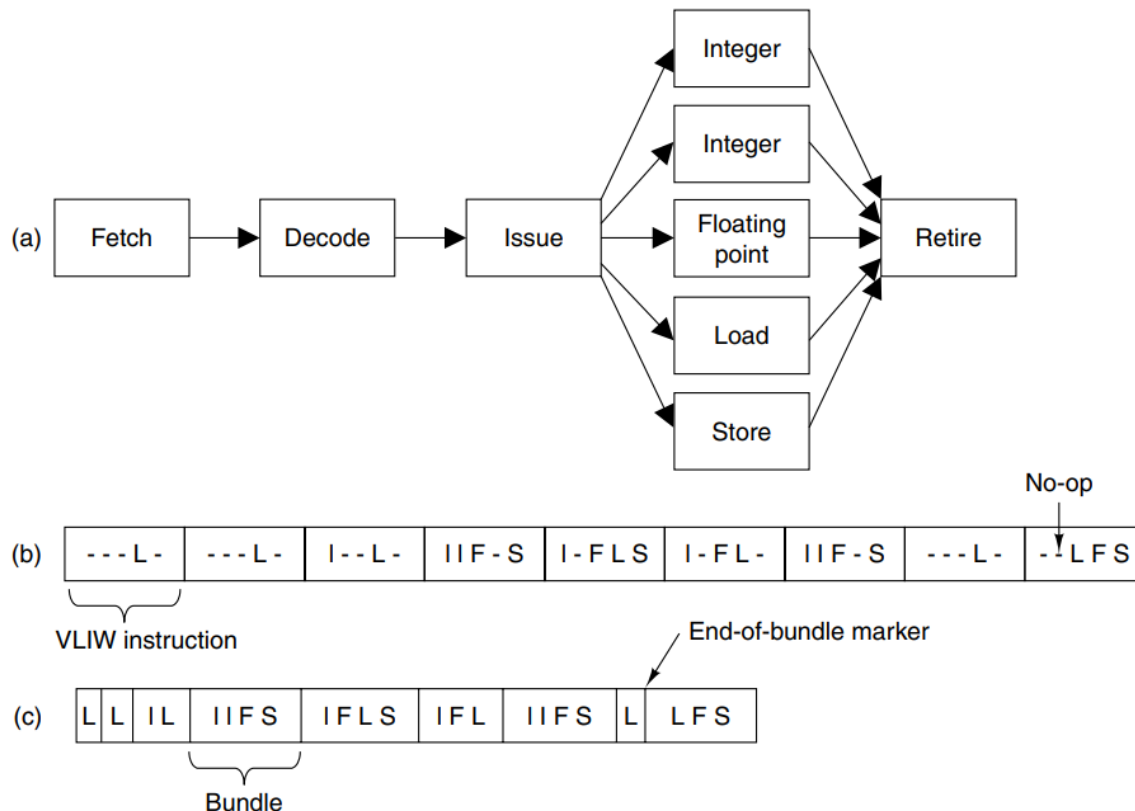 Integer
Integer
(a) Fetch Decode Issue Floating point Retire
Load
Store
No-op
(b) - - - L - - - - L - I - - L - I I F - S I - F L S I - F L - I I F - S - - - L - - - L F S
VLIW instruction
End-of-bundle marker
(c) L L I L I I F S I F L S I F L I I F S L L F S
Bundle